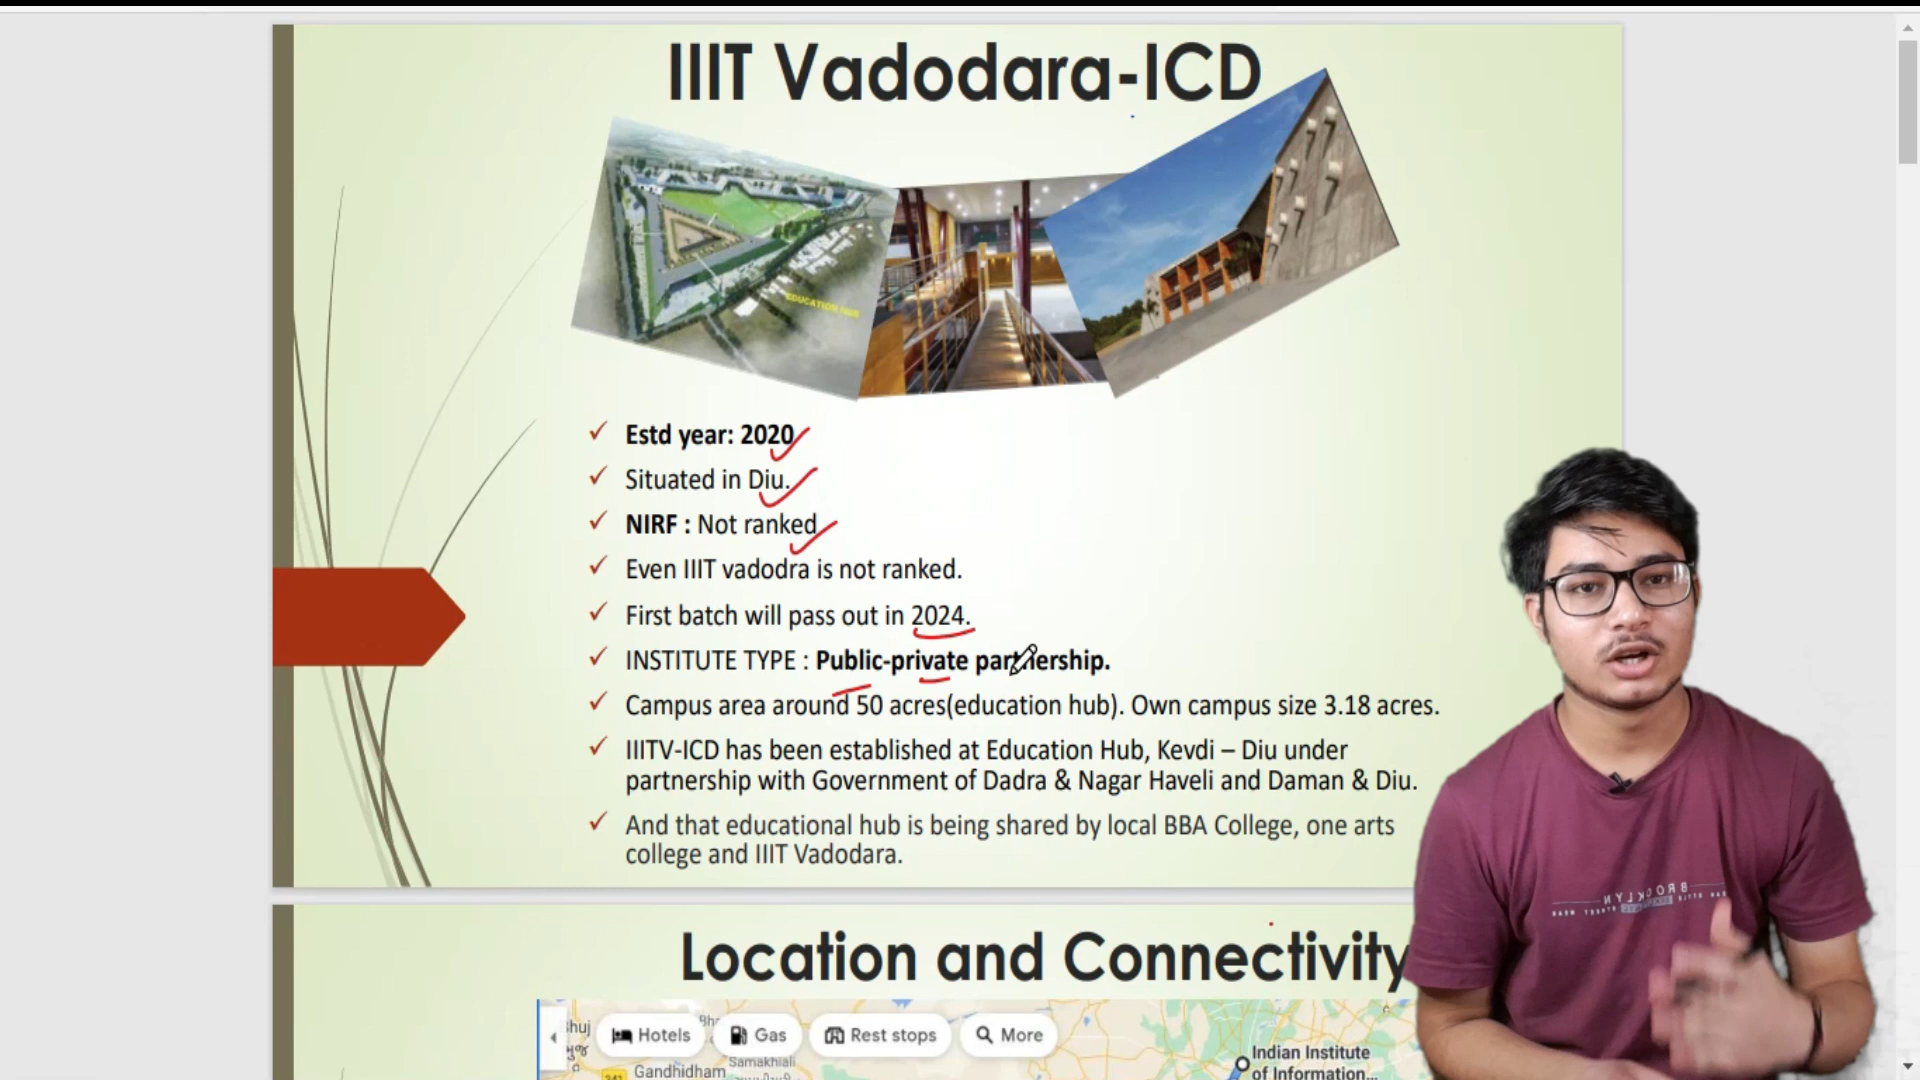 IIIT Vadodara-ICD
EDUCATION HUB
Estd year: 2020
Situated in Diu.
NIRF : Not ranked
Even IIIT vadodra is not ranked.
First batch will pass out in 2024.
INSTITUTE TYPE : Public-private partnership.
Campus area around 50 acres(education hub). Own campus size 3.18 acres.
IIITV-ICD has been established at Education Hub, Kevdi – Diu under
partnership with Government of Dadra & Nagar Haveli and Daman & Diu.
And that educational hub is being shared by local BBA College, one arts
college and IIIT Vadodara.
BROOKLYN
Location and Connectivity
Hotels
Gas
Rest stops
More
Samakhiali
Gandhidham
Indian Institute
of Information...